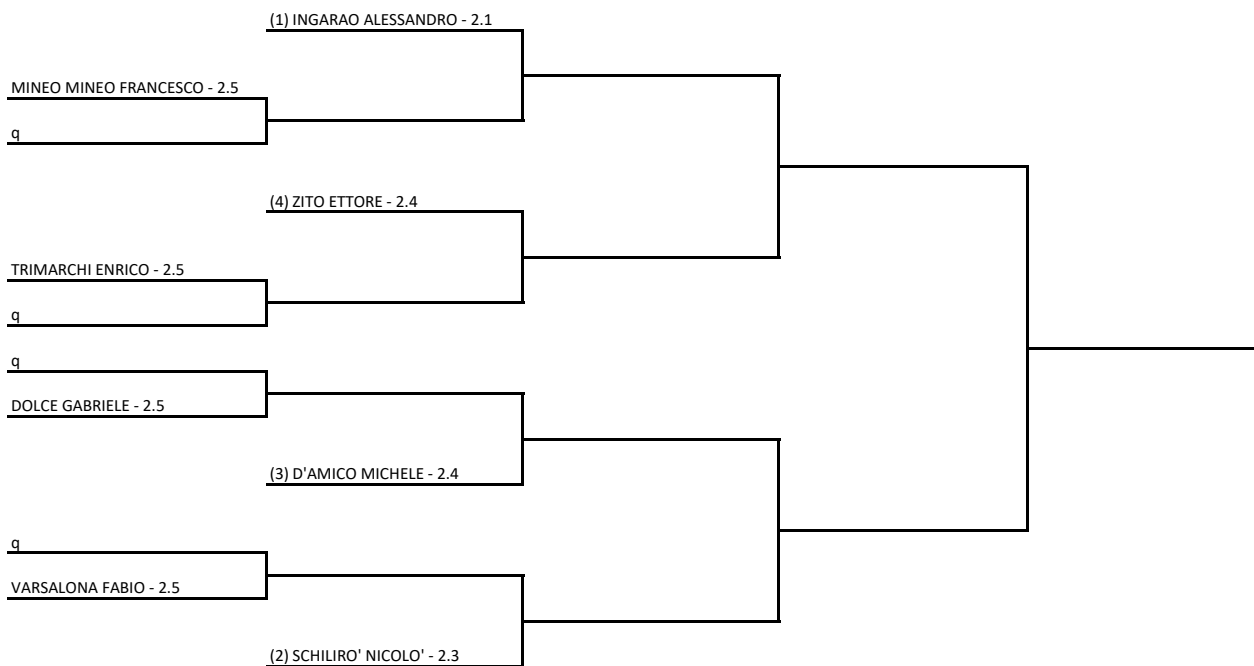 (1) INGARAO ALESSANDRO - 2.1
MINEO MINEO FRANCESCO - 2.5
q
(4) ZITO ETTORE - 2.4
TRIMARCHI ENRICO - 2.5
q
q
DOLCE GABRIELE - 2.5
(3) D'AMICO MICHELE - 2.4
q
VARSALONA FABIO - 2.5
(2) SCHILIRO' NICOLO' - 2.3